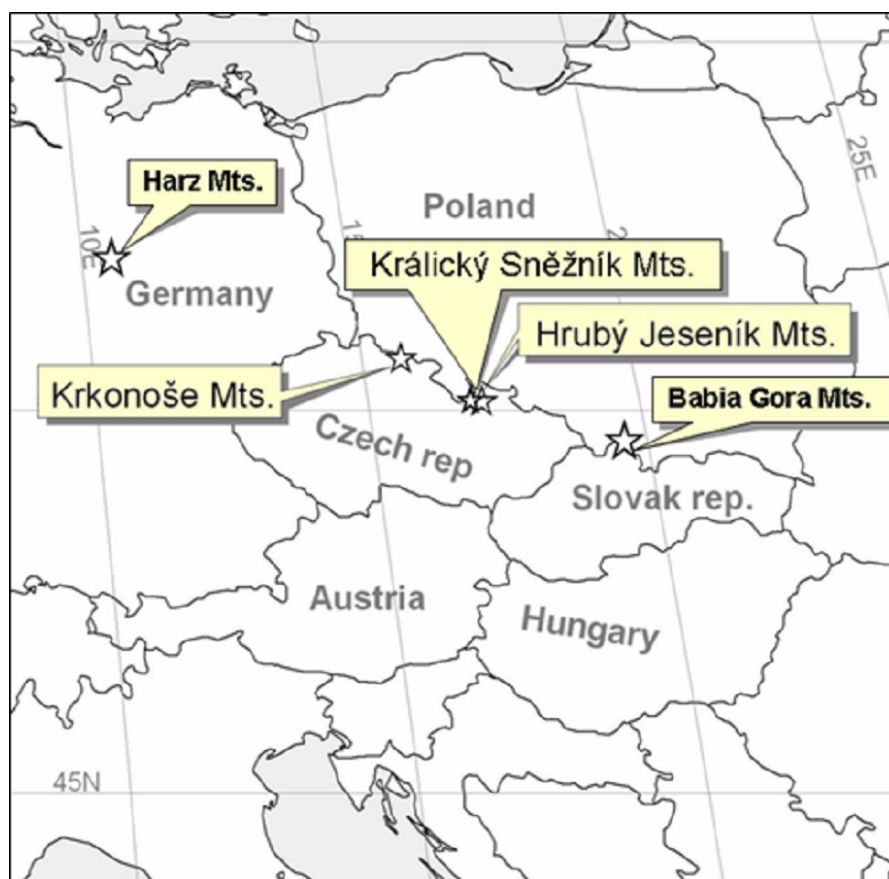 25E
Harz Mts.
Poland
10E
Králický Sněžník Mts.
Germany
Hrubý Jeseník Mts.
Krkonoše Mts.
Babia Gora Mts.
Czech rep
Slovak rep.
Austria
Hungary
45N